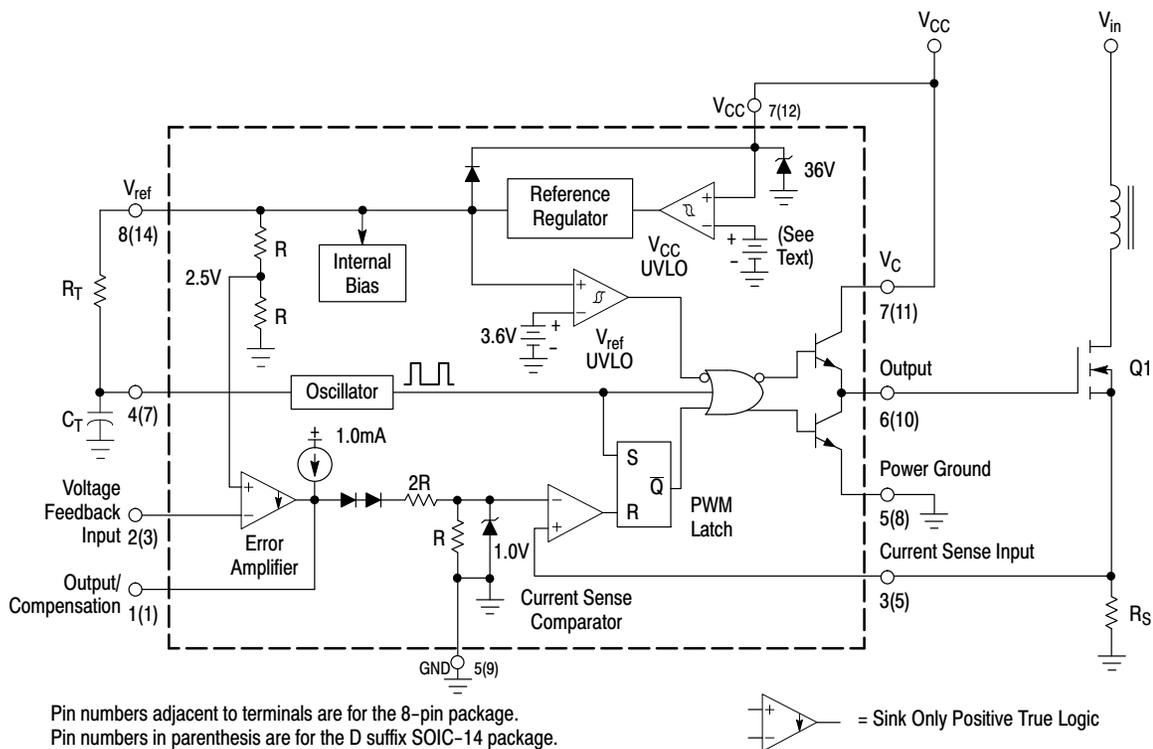 VCC
Vin
VCC
7(12)
36V
Vref
8(14)
Reference
Regulator
+
−
VCC
UVLO
+
−
(See
Text)
R
2.5V
Internal
Bias
RT
R
+
−
3.6V
+
−
Vref
UVLO
VC
7(11)
Output
6(10)
Q1
Oscillator
4(7)
CT
±
1.0mA
S
Q
R
PWM
Latch
Power Ground
5(8)
Voltage
Feedback
Input
2(3)
+
−
Error
Amplifier
2R
R
1.0V
−
+
Current Sense
Comparator
Current Sense Input
3(5)
RS
Output/
Compensation
1(1)
GND
5(9)
Pin numbers adjacent to terminals are for the 8-pin package.
Pin numbers in parenthesis are for the D suffix SOIC-14 package.
+
−
= Sink Only Positive True Logic